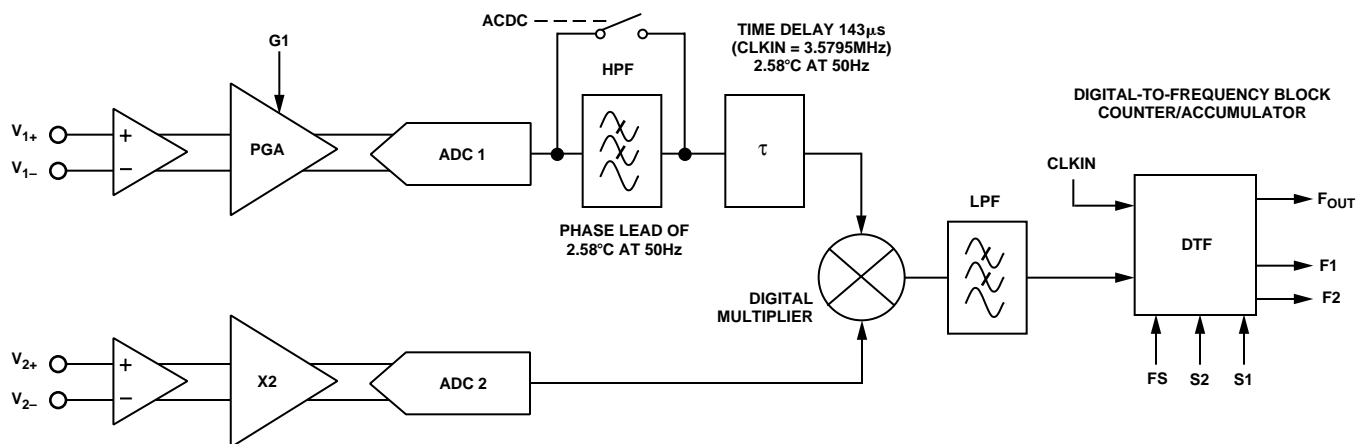 ACDC
G1
TIME DELAY 143µs
(CLKIN = 3.5795MHz)
2.58°C AT 50Hz
HPF
V1+
V1–
+
–
PGA
ADC 1
τ
PHASE LEAD OF
2.58°C AT 50Hz
DIGITAL-TO-FREQUENCY BLOCK
COUNTER/ACCUMULATOR
CLKIN
LPF
DTF
FOUT
F1
F2
DIGITAL
MULTIPLIER
V2+
V2–
+
–
X2
ADC 2
FS
S2
S1